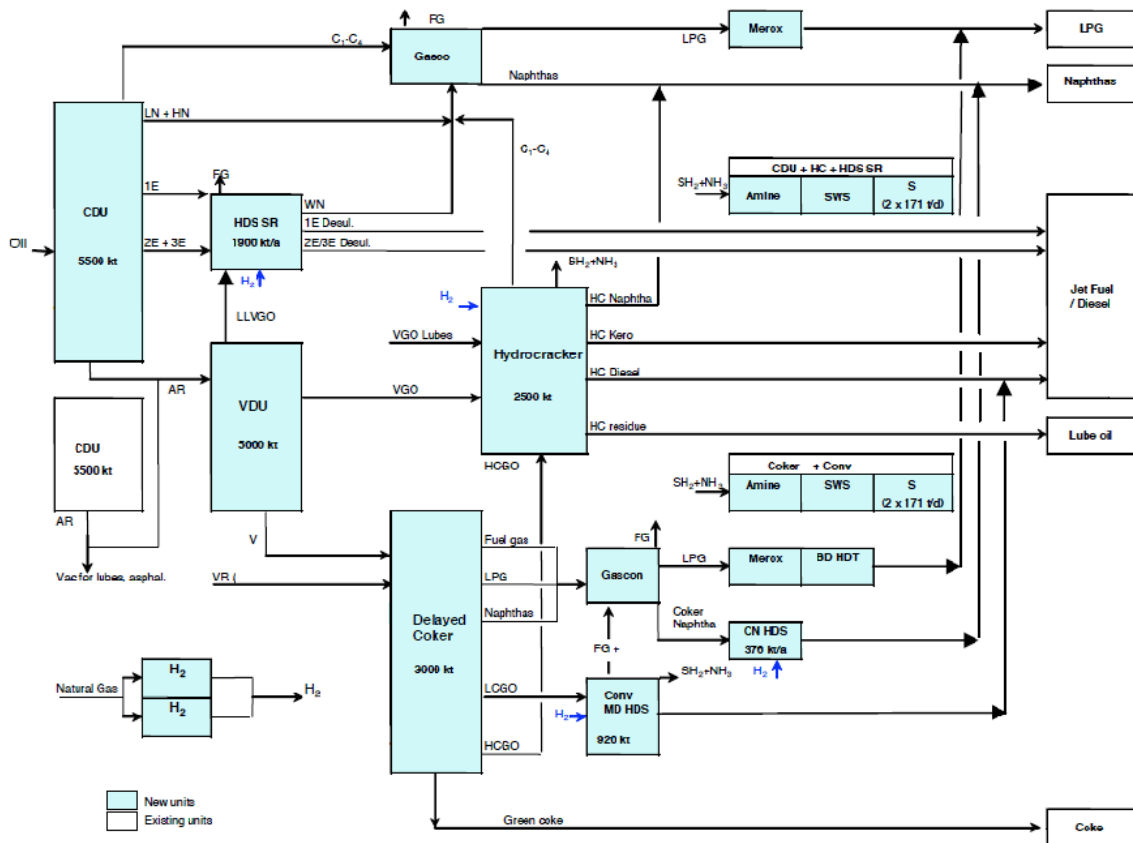 FG
C₁-C₄
Gasco
LPG
Merox
LPG
Naphthas
Naphthas
LN + HN
C₁-C₄
CDU + HC + HDS SR
SH₂+NH₃
Amine
SWS
S
(2 x 171 t/d)
1E
FG
CDU
5500 kt
HDS SR
1900 kt/a
WN
1E Desul.
2E/3E Desul.
2E + 3E
Oil
H₂
SH₂+NH₃
Jet Fuel
/ Diesel
LLVGO
H₂
HC Naphtha
VGO Lubes
Hydrocracker
2500 kt
HC Kero
HC Diesel
AR
VDU
5000 kt
VGO
HC residue
Lube oil
CDU
5500 kt
HCGO
Coker + Conv
SH₂+NH₃
Amine
SWS
S
(2 x 171 t/d)
AR
V
Fuel gas
FG
Vac for lubes, asphal.
VR (
LPG
Gascon
LPG
Merox
BD HDT
Naphthas
Coker
Naphtha
Delayed
Coker
3000 kt
CN HDS
376 kt/a
FG +
H₂
SH₂+NH₃
Natural Gas
H₂
H₂
H₂
LCGO
H₂
Conv
MD HDS
920 kt
HCGO
New units
Existing units
Green coke
Coke